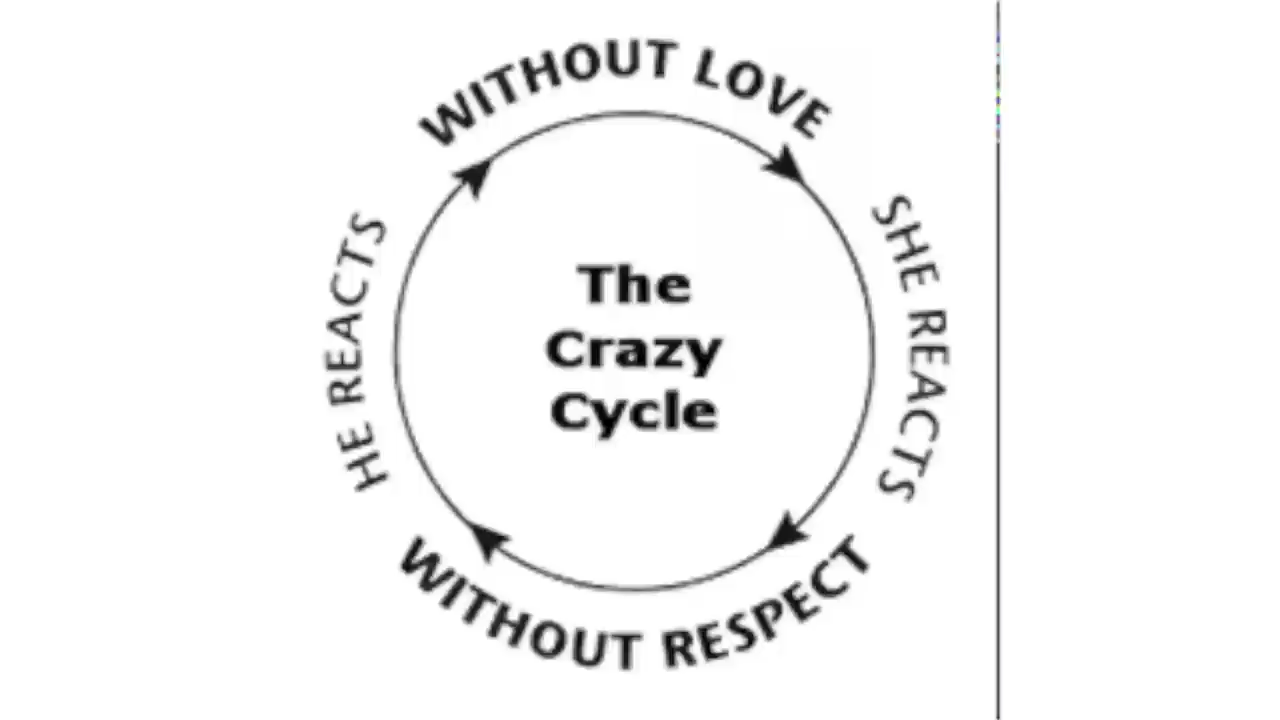 WITHOUT LOVE
SHE REACTS
WITHOUT RESPECT
HE REACTS
The
Crazy
Cycle